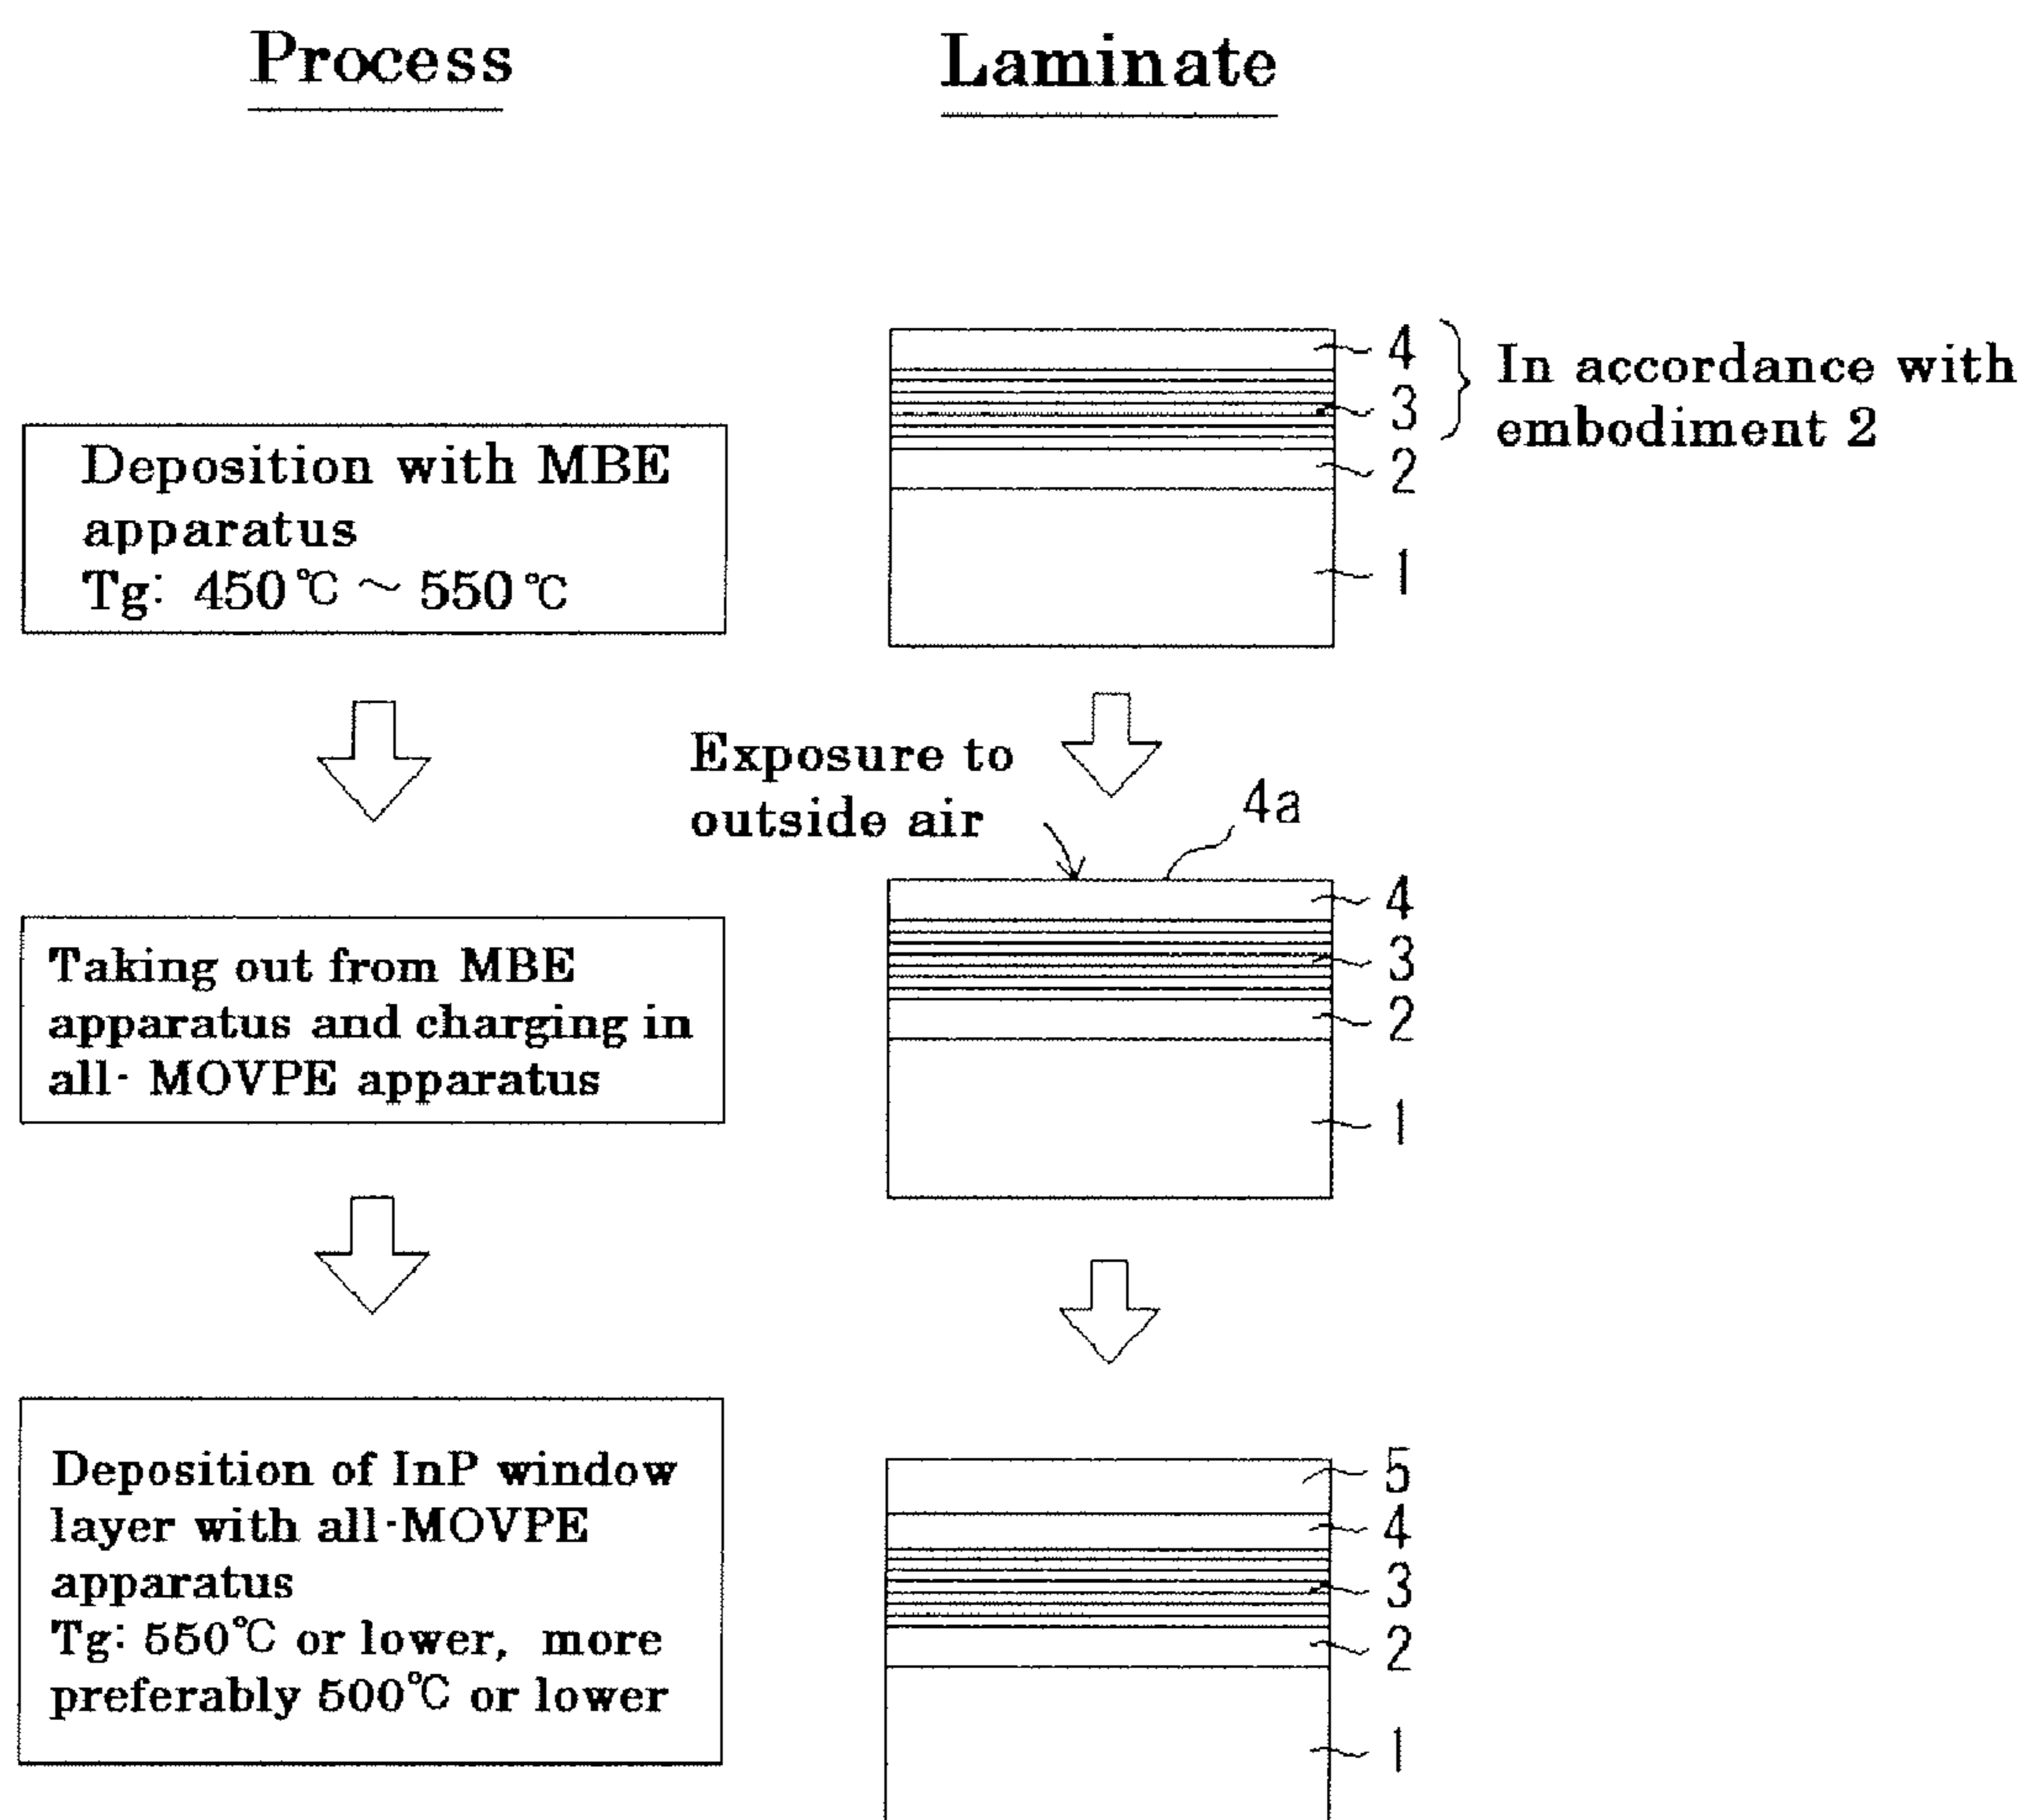 Process
Laminate
4
3
2
1
In accordance with
embodiment 2
Deposition with MBE
apparatus
Tg: 450℃ ~ 550℃
Exposure to
outside air
4a
4
3
2
1
Taking out from MBE
apparatus and charging in
all- MOVPE apparatus
5
4
3
2
1
Deposition of InP window
layer with all-MOVPE
apparatus
Tg: 550℃ or lower, more
preferably 500℃ or lower